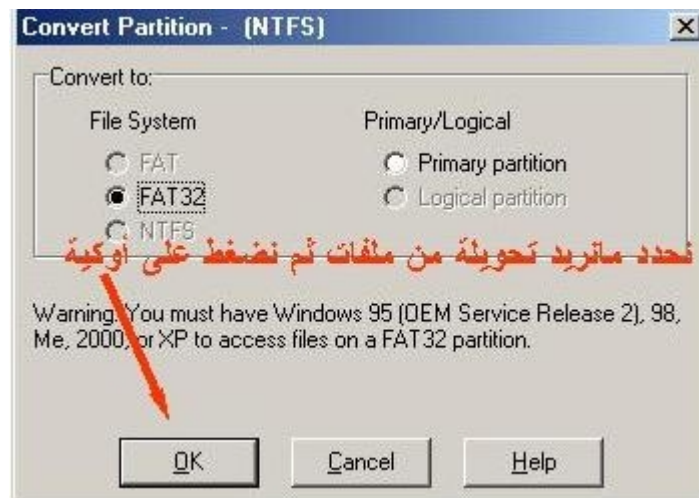 Convert Partition - (NTFS)
Convert to:
File System
Primary/Logical
FAT
Primary partition
FAT32
Logical partition
NTFS
نحدد ماتريد تحويلة من ملفات ثم نضغط على أوكية
Warning: You must have Windows 95 (OEM Service Release 2), 98,
Me, 2000, or XP to access files on a FAT32 partition.
OK
Cancel
Help